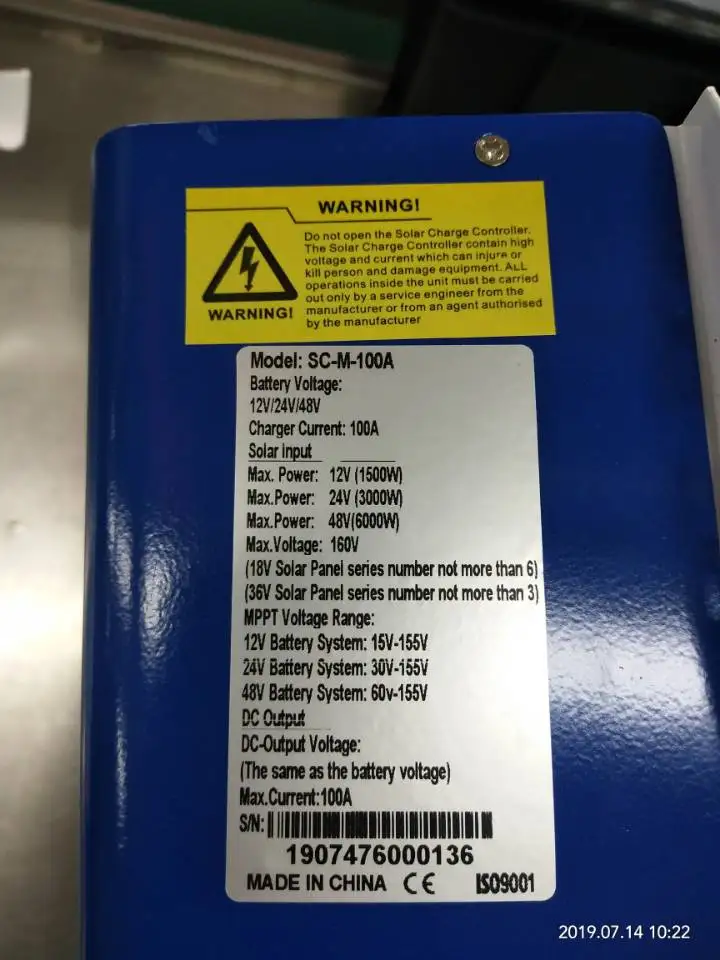 WARNING!
Do not open the Solar Charge Controller.
The Solar Charge Controller contain high
voltage and current which can injure or
kill person and damage equipment. ALL
operations inside the unit must be carried
out only by a service engineer from the
manufacturer or from an agent authorised
by the manufacturer
WARNING!
Model: SC-M-100A
Battery Voltage:
12V/24V/48V
Charger Current: 100A
Solar input
Max. Power: 12V (1500W)
Max.Power: 24V (3000W)
Max.Power: 48V(6000W)
Max.Voltage: 160V
(18V Solar Panel series number not more than 6)
(36V Solar Panel series number not more than 3)
MPPT Voltage Range:
12V Battery System: 15V-155V
24V Battery System: 30V-155V
48V Battery System: 60v-155V
DC Output
DC-Output Voltage:
(The same as the battery voltage)
Max.Current:100A
S/N:
1907476000136
MADE IN CHINA CE ISO9001
2019.07.14 10:22